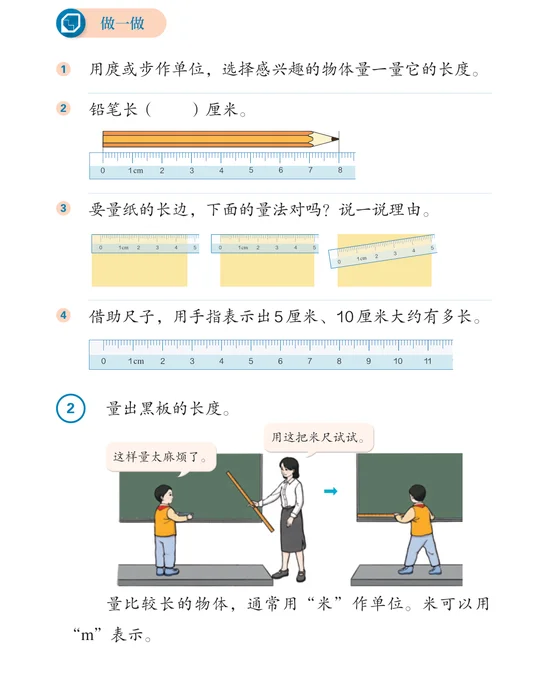 做一做
1 用度或步作单位，选择感兴趣的物体量一量它的长度。
2 铅笔长（　　）厘米。
0 1cm 2 3 4 5 6 7 8
3 要量纸的长边，下面的量法对吗？说一说理由。
0 1cm 2 3 4 5
0 1cm 2 3 4 5
0 1cm 2 3 4 5
4 借助尺子，用手指表示出5厘米、10厘米大约有多长。
0 1cm 2 3 4 5 6 7 8 9 10 11
2 量出黑板的长度。
用这把米尺试试。
这样量太麻烦了。
量比较长的物体，通常用“米”作单位。米可以用
“m”表示。